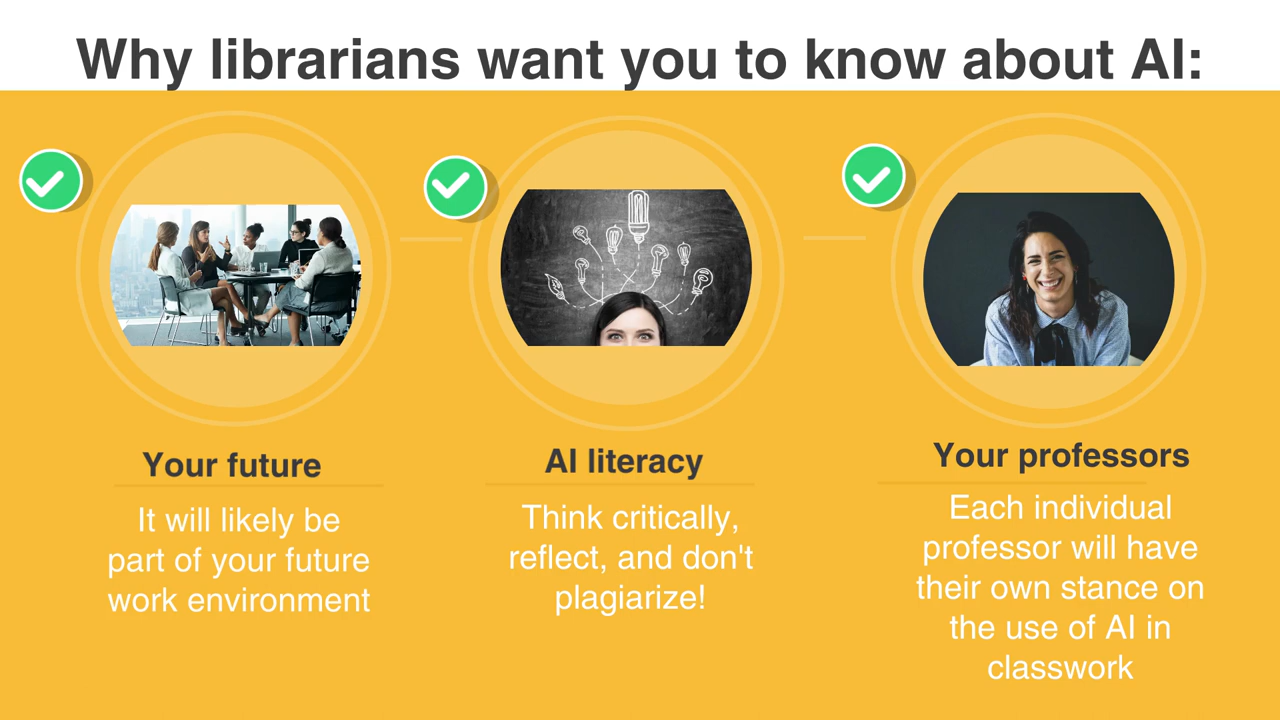 Why librarians want you to know about AI:
Your future
It will likely be
part of your future
work environment
AI literacy
Think critically,
reflect, and don't
plagiarize!
Your professors
Each individual
professor will have
their own stance on
the use of AI in
classwork